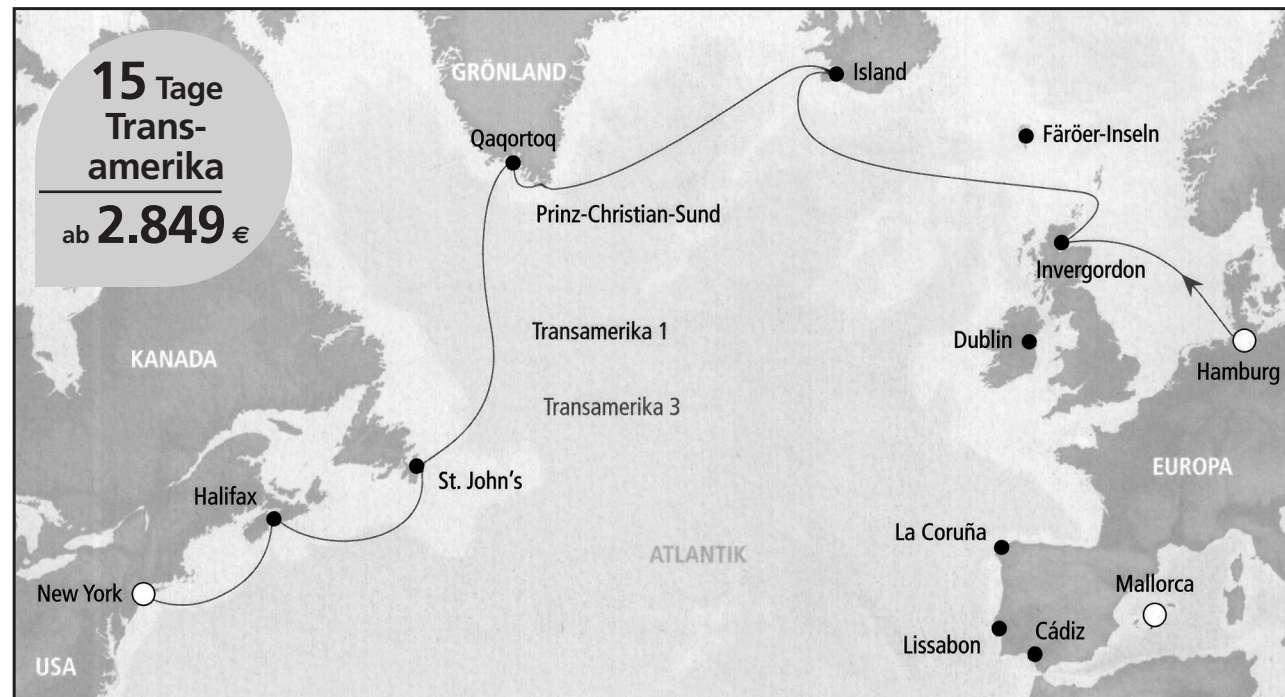 15 Tage
Trans-
amerika
ab 2.849 €
GRÖNLAND
Island
Qaqortoq
Färöer-Inseln
Prinz-Christian-Sund
Invergordon
Transamerika 1
Dublin
KANADA
Hamburg
Transamerika 3
St. John's
EUROPA
Halifax
La Coruña
ATLANTIK
Mallorca
New York
Lissabon
Cádiz
USA